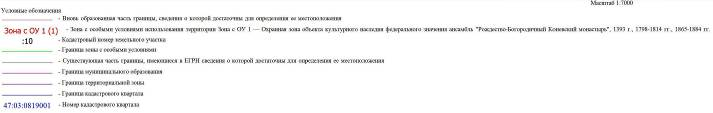 Масштаб 1:7000
Условные обозначения
- Вновь образованная часть границы, сведения о которой достаточны для определения ее местоположения
Зона с ОУ 1 (1) - Зона с особыми условиями использования территории Зона с ОУ 1 — Охранная зона объекта культурного наследия федерального значения ансамбль "Рождество-Богородичный Коневский монастырь", 1393 г., 1798-1814 гг., 1865-1884 гг.
:10 - Кадастровый номер земельного участка
- Граница зоны с особыми условиями
- Существующая часть границы, имеющиеся в ЕГРН сведения о которой достаточны для определения ее местоположения
- Граница муниципального образования
- Граница территориальной зоны
- Граница кадастрового квартала
47:03:0819001 - Номер кадастрового квартала